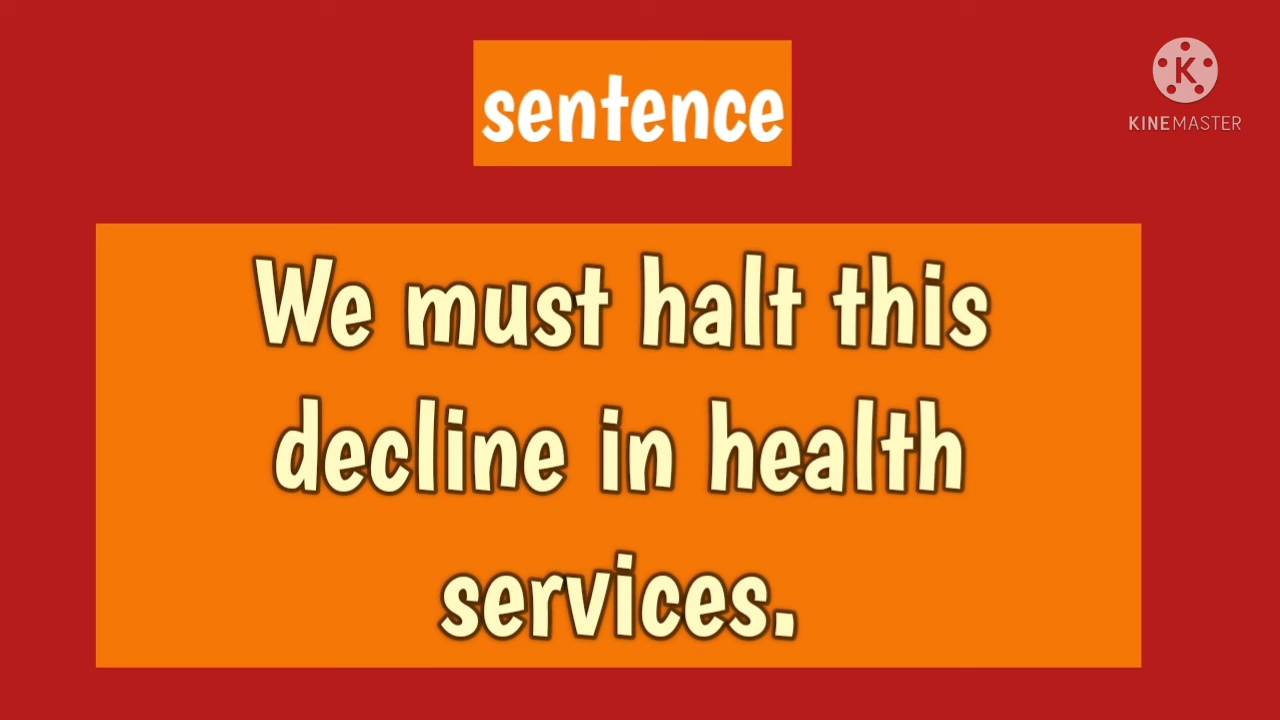 sentence
K
KINEMASTER
We must halt this
decline in health
services.